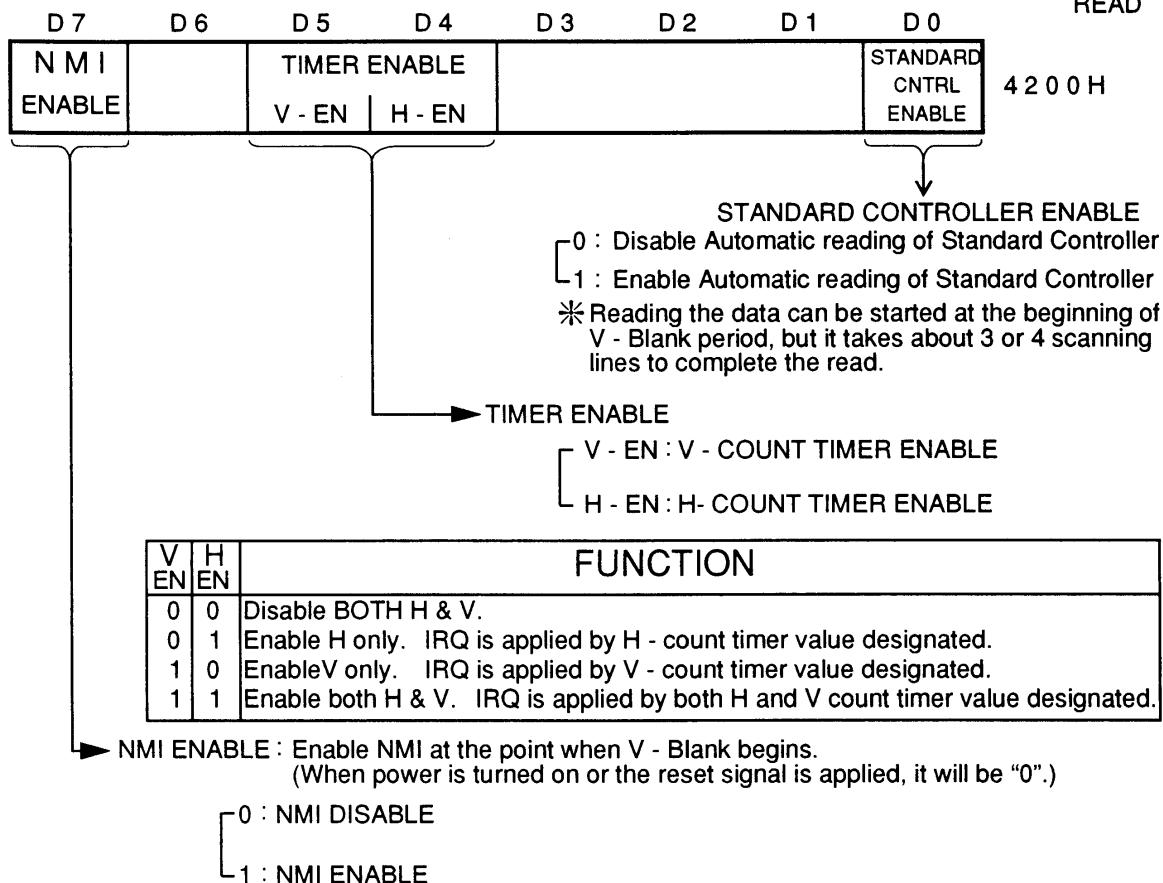 READ
D7 D6 D5 D4 D3 D2 D1 D0
NMI ENABLE
TIMER ENABLE
V - EN H - EN
STANDARD CNTRL ENABLE
4200H
STANDARD CONTROLLER ENABLE
0 : Disable Automatic reading of Standard Controller
1 : Enable Automatic reading of Standard Controller
※ Reading the data can be started at the beginning of
V - Blank period, but it takes about 3 or 4 scanning
lines to complete the read.
TIMER ENABLE
V - EN : V - COUNT TIMER ENABLE
H - EN : H- COUNT TIMER ENABLE
V EN H EN FUNCTION
0 0 Disable BOTH H & V.
0 1 Enable H only. IRQ is applied by H - count timer value designated.
1 0 EnableV only. IRQ is applied by V - count timer value designated.
1 1 Enable both H & V. IRQ is applied by both H and V count timer value designated.
NMI ENABLE : Enable NMI at the point when V - Blank begins.
(When power is turned on or the reset signal is applied, it will be “0”.)
0 : NMI DISABLE
1 : NMI ENABLE